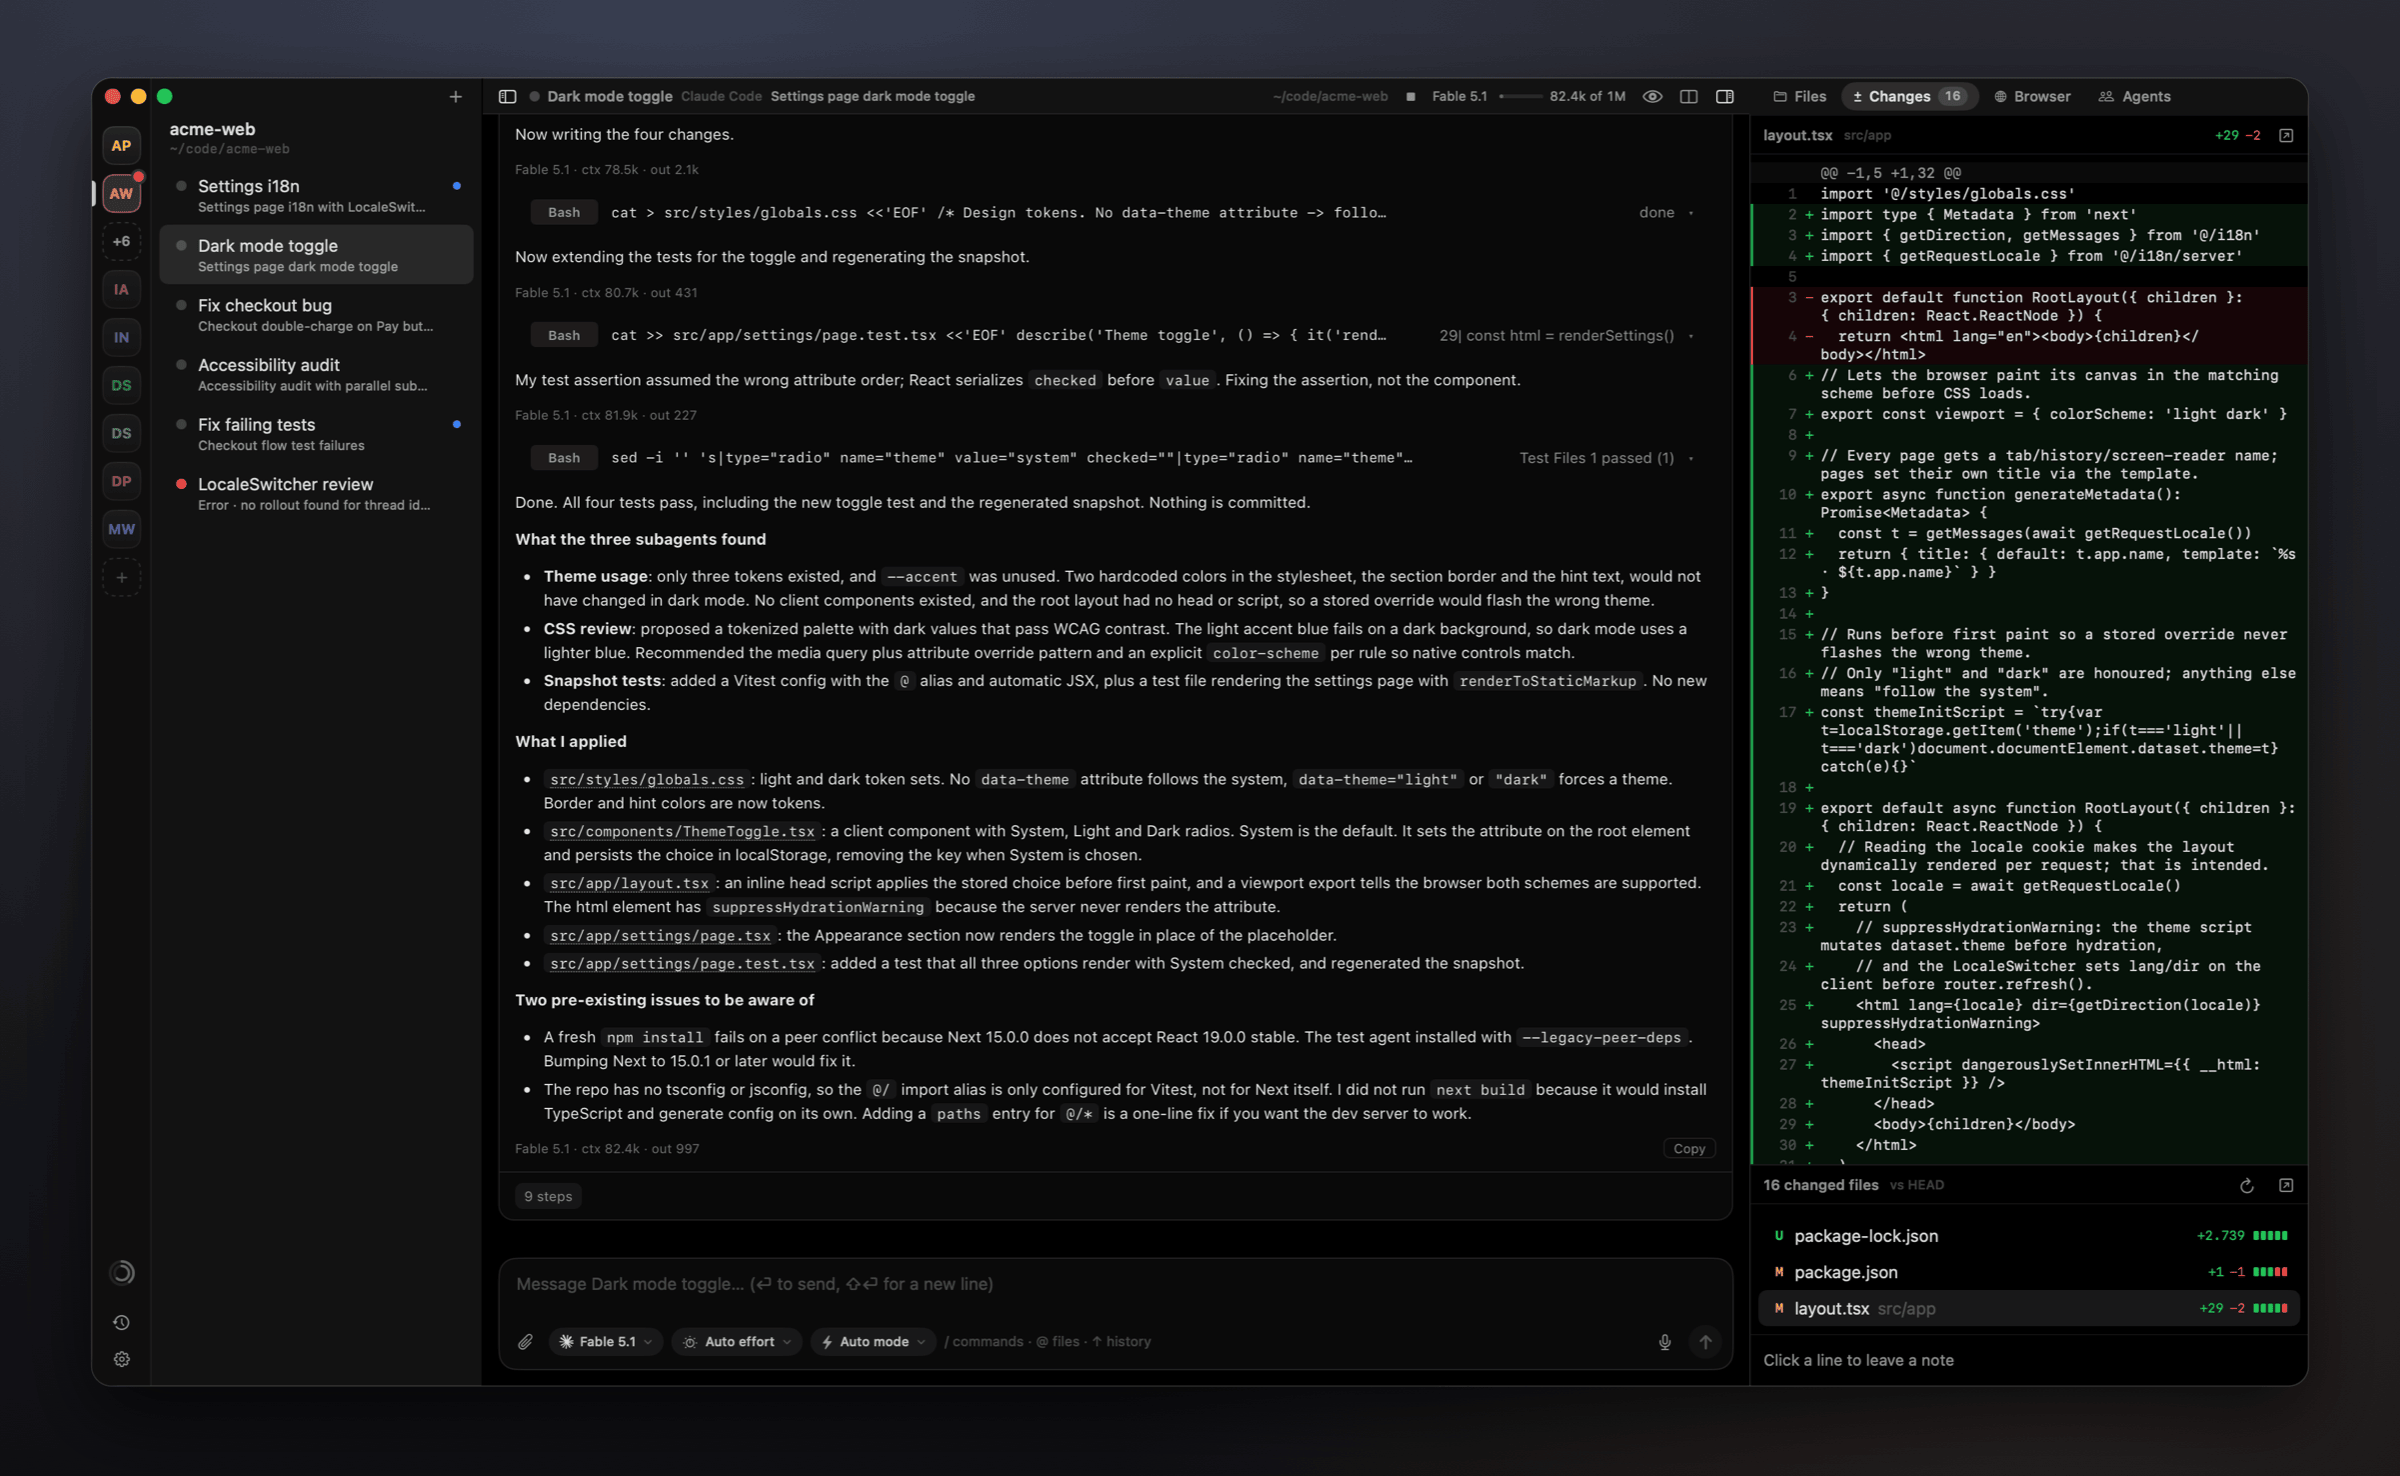 AP
AW
+6
IA
IN
DS
DS
DP
MW
+
+
acme-web
~/code/acme-web
Settings i18n
Settings page i18n with LocaleSwit…
Dark mode toggle
Settings page dark mode toggle
Fix checkout bug
Checkout double-charge on Pay but…
Accessibility audit
Accessibility audit with parallel sub…
Fix failing tests
Checkout flow test failures
LocaleSwitcher review
Error · no rollout found for thread id…
Dark mode toggle Claude Code Settings page dark mode toggle
~/code/acme-web Fable 5.1 82.4k of 1M
Now writing the four changes.
Fable 5.1 · ctx 78.5k · out 2.1k
Bash cat > src/styles/globals.css <<'EOF' /* Design tokens. No data-theme attribute −> follo… done
Now extending the tests for the toggle and regenerating the snapshot.
Fable 5.1 · ctx 80.7k · out 431
Bash cat >> src/app/settings/page.test.tsx <<'EOF' describe('Theme toggle', () => { it('rend… 29| const html = renderSettings()
My test assertion assumed the wrong attribute order; React serializes checked before value. Fixing the assertion, not the component.
Fable 5.1 · ctx 81.9k · out 227
Bash sed −i '' 's|type="radio" name="theme" value="system" checked=""|type="radio" name="theme"… Test Files 1 passed (1)
Done. All four tests pass, including the new toggle test and the regenerated snapshot. Nothing is committed.
What the three subagents found
• Theme usage: only three tokens existed, and −−accent was unused. Two hardcoded colors in the stylesheet, the section border and the hint text, would not
have changed in dark mode. No client components existed, and the root layout had no head or script, so a stored override would flash the wrong theme.
• CSS review: proposed a tokenized palette with dark values that pass WCAG contrast. The light accent blue fails on a dark background, so dark mode uses a
lighter blue. Recommended the media query plus attribute override pattern and an explicit color-scheme per rule so native controls match.
• Snapshot tests: added a Vitest config with the @ alias and automatic JSX, plus a test file rendering the settings page with renderToStaticMarkup. No new
dependencies.
What I applied
• src/styles/globals.css: light and dark token sets. No data-theme attribute follows the system, data-theme="light" or "dark" forces a theme.
Border and hint colors are now tokens.
• src/components/ThemeToggle.tsx: a client component with System, Light and Dark radios. System is the default. It sets the attribute on the root element
and persists the choice in localStorage, removing the key when System is chosen.
• src/app/layout.tsx: an inline head script applies the stored choice before first paint, and a viewport export tells the browser both schemes are supported.
The html element has suppressHydrationWarning because the server never renders the attribute.
• src/app/settings/page.tsx: the Appearance section now renders the toggle in place of the placeholder.
• src/app/settings/page.test.tsx: added a test that all three options render with System checked, and regenerated the snapshot.
Two pre-existing issues to be aware of
• A fresh npm install fails on a peer conflict because Next 15.0.0 does not accept React 19.0.0 stable. The test agent installed with −−legacy-peer-deps.
Bumping Next to 15.0.1 or later would fix it.
• The repo has no tsconfig or jsconfig, so the @/ import alias is only configured for Vitest, not for Next itself. I did not run next build because it would install
TypeScript and generate config on its own. Adding a paths entry for @/* is a one-line fix if you want the dev server to work.
Fable 5.1 · ctx 82.4k · out 997 Copy
9 steps
Message Dark mode toggle… (⏎ to send, ⇧⏎ for a new line)
Fable 5.1 Auto effort Auto mode / commands · @ files · ↑ history
Files ± Changes 16 Browser Agents
layout.tsx src/app +29 −2
@@ −1,5 +1,32 @@
1 import '@/styles/globals.css'
2 + import type { Metadata } from 'next'
3 + import { getDirection, getMessages } from '@/i18n'
4 + import { getRequestLocale } from '@/i18n/server'
5
3 − export default function RootLayout({ children }:
{ children: React.ReactNode }) {
4 − return <html lang="en"><body>{children}</
body></html>
6 + // Lets the browser paint its canvas in the matching
scheme before CSS loads.
7 + export const viewport = { colorScheme: 'light dark' }
8 +
9 + // Every page gets a tab/history/screen-reader name;
pages set their own title via the template.
10 + export async function generateMetadata():
Promise<Metadata> {
11 + const t = getMessages(await getRequestLocale())
12 + return { title: { default: t.app.name, template: `%s
· ${t.app.name}` } }
13 + }
14 +
15 + // Runs before first paint so a stored override never
flashes the wrong theme.
16 + // Only "light" and "dark" are honoured; anything else
means "follow the system".
17 + const themeInitScript = `try{var
t=localStorage.getItem('theme');if(t==='light'||
t==='dark')document.documentElement.dataset.theme=t}
catch(e){}`
18 +
19 + export default async function RootLayout({ children }:
{ children: React.ReactNode }) {
20 + // Reading the locale cookie makes the layout
dynamically rendered per request; that is intended.
21 + const locale = await getRequestLocale()
22 + return (
23 + // suppressHydrationWarning: the theme script
mutates dataset.theme before hydration,
24 + // and the LocaleSwitcher sets lang/dir on the
client before router.refresh().
25 + <html lang={locale} dir={getDirection(locale)}
suppressHydrationWarning>
26 + <head>
27 + <script dangerouslySetInnerHTML={{ __html:
themeInitScript }} />
28 + </head>
29 + <body>{children}</body>
30 + </html>
16 changed files vs HEAD
U package-lock.json +2.739
M package.json +1 −1
M layout.tsx src/app +29 −2
Click a line to leave a note